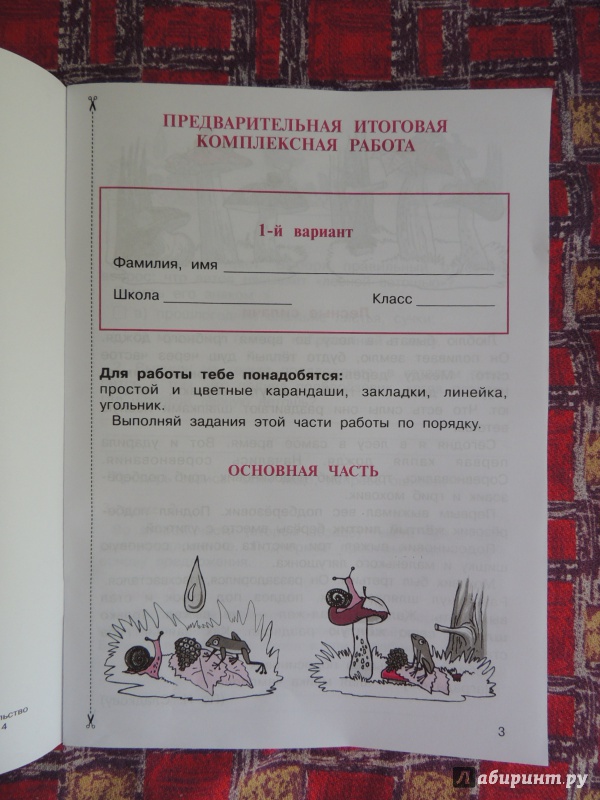 ПРЕДВАРИТЕЛЬНАЯ ИТОГОВАЯ
КОМПЛЕКСНАЯ РАБОТА
1-й вариант
Фамилия, имя
Школа Класс
Для работы тебе понадобятся:
простой и цветные карандаши, закладки, линейка,
угольник.
Выполняй задания этой части работы по порядку.
ОСНОВНАЯ ЧАСТЬ
3
Лабиринт.ру